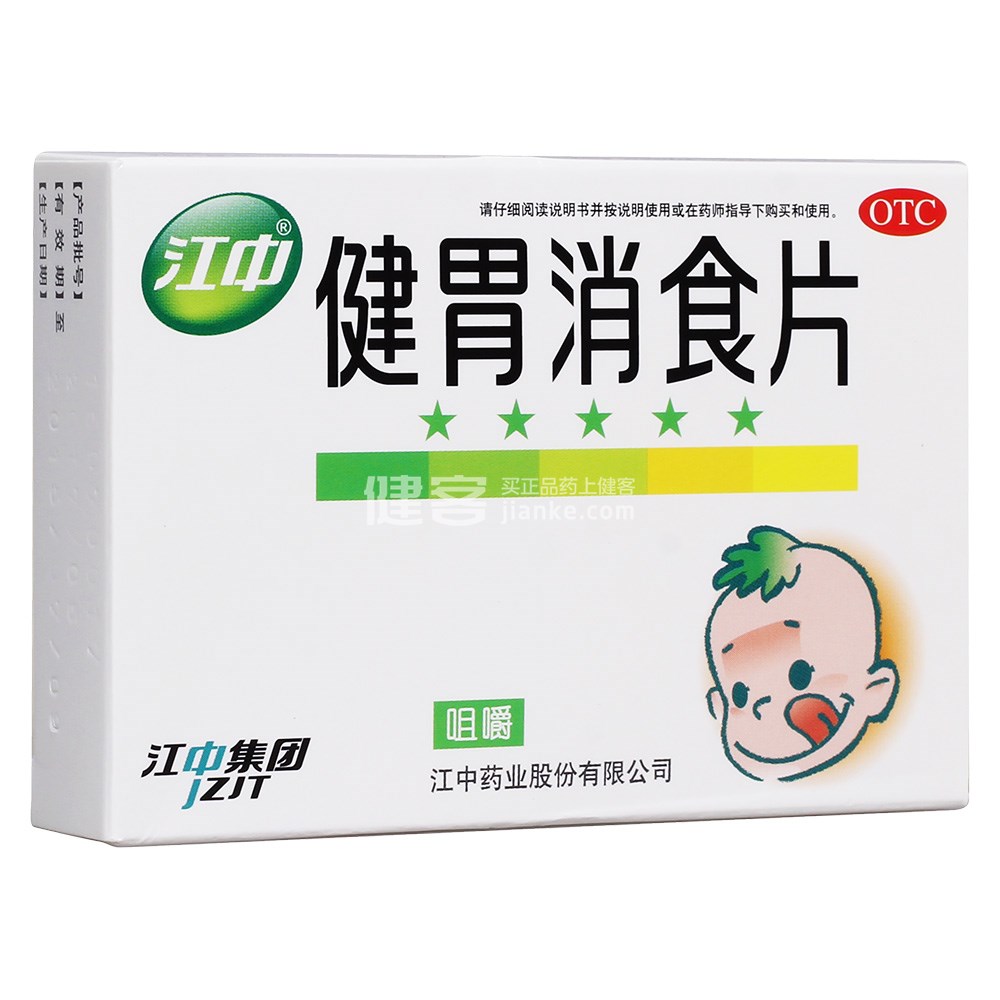 请仔细阅读说明书并按说明使用或在药师指导下购买和使用。
OTC
江中®
健胃消食片
健客 买正品药上健客
jianke.com
咀嚼
江中药业股份有限公司
江中集团
JZJT
【产品批号】
【有效期】至
【生产日期】